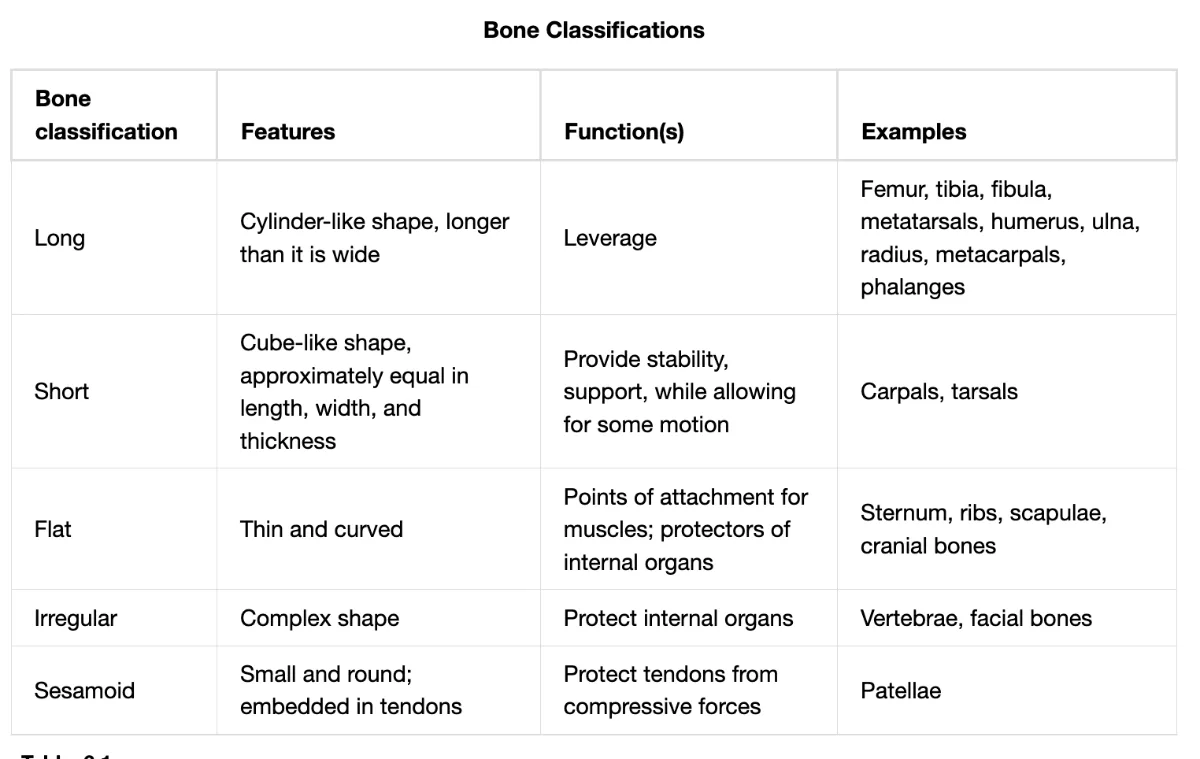 Bone Classifications
Bone
classification
Features
Function(s)
Examples
Long
Cylinder-like shape, longer
than it is wide
Leverage
Femur, tibia, fibula,
metatarsals, humerus, ulna,
radius, metacarpals,
phalanges
Short
Cube-like shape,
approximately equal in
length, width, and
thickness
Provide stability,
support, while allowing
for some motion
Carpals, tarsals
Flat
Thin and curved
Points of attachment for
muscles; protectors of
internal organs
Sternum, ribs, scapulae,
cranial bones
Irregular
Complex shape
Protect internal organs
Vertebrae, facial bones
Sesamoid
Small and round;
embedded in tendons
Protect tendons from
compressive forces
Patellae